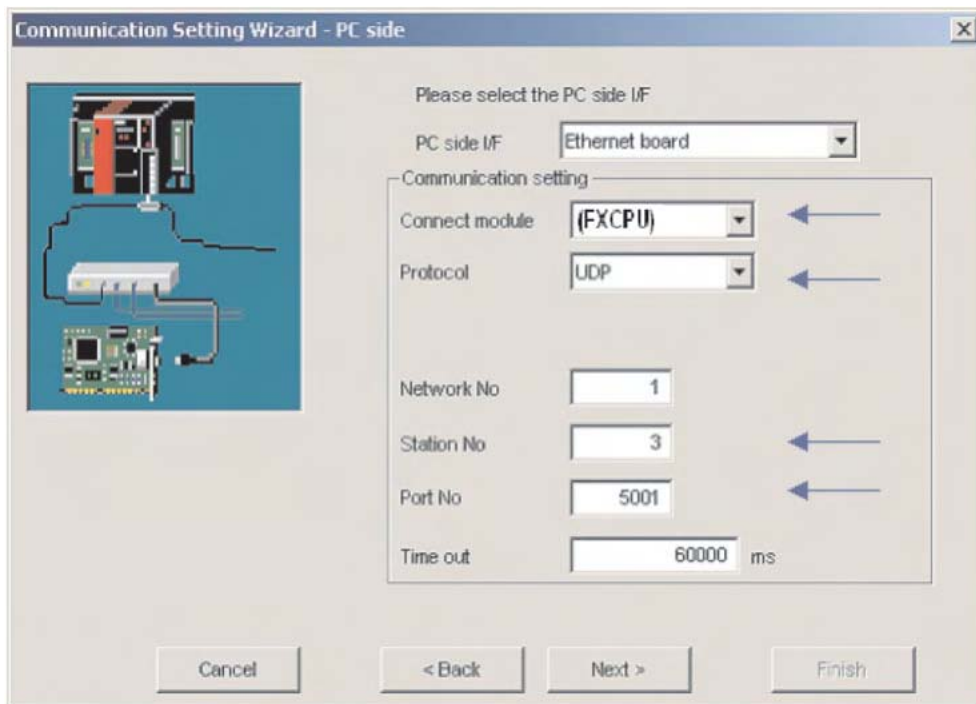 Communication Setting Wizard - PC side
Please select the PC side I/F
PC side I/F Ethernet board
Communication setting
Connect module (FXCPU)
Protocol UDP
Network No 1
Station No 3
Port No 5001
Time out 60000 ms
Cancel < Back Next > Finish